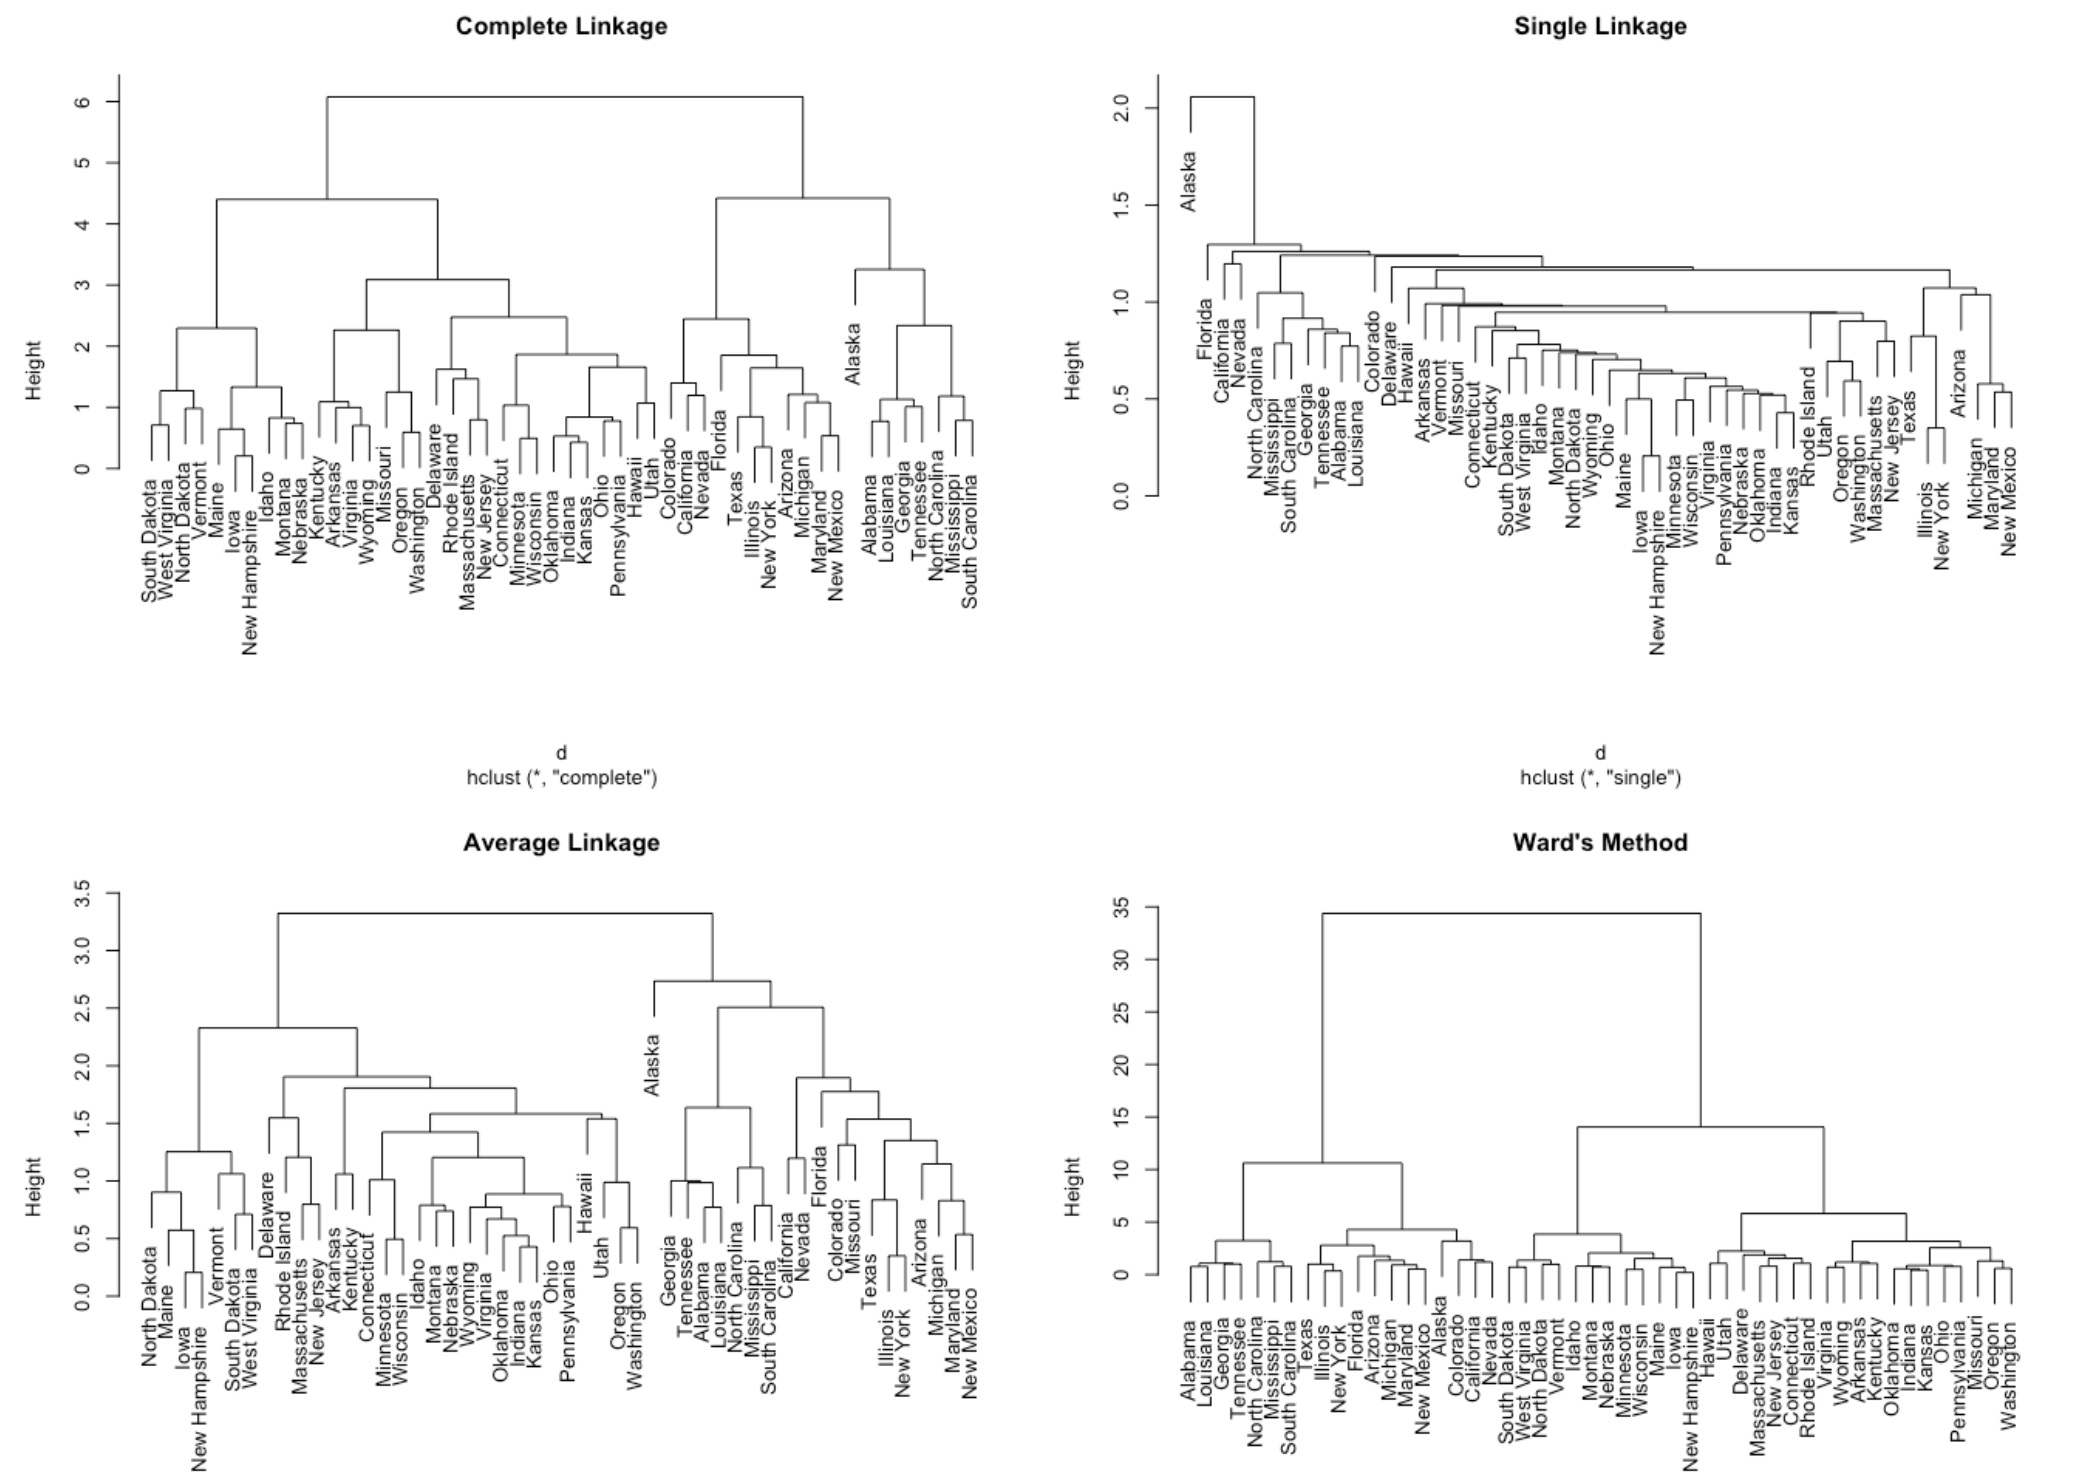 Complete Linkage
Height
0 1 2 3 4 5 6
South Dakota
West Virginia
North Dakota
Vermont
Maine
Iowa
New Hampshire
Idaho
Montana
Nebraska
Kentucky
Arkansas
Virginia
Wyoming
Missouri
Oregon
Washington
Delaware
Rhode Island
Massachusetts
New Jersey
Connecticut
Minnesota
Wisconsin
Oklahoma
Indiana
Kansas
Ohio
Pennsylvania
Hawaii
Utah
Colorado
California
Nevada
Florida
Texas
Illinois
New York
Arizona
Michigan
Maryland
New Mexico
Alaska
Alabama
Louisiana
Georgia
Tennessee
North Carolina
Mississippi
South Carolina
d
hclust (*, "complete")
Single Linkage
Height
0.0 0.5 1.0 1.5 2.0
Alaska
Florida
California
Nevada
North Carolina
Mississippi
South Carolina
Georgia
Tennessee
Alabama
Louisiana
Colorado
Delaware
Hawaii
Arkansas
Vermont
Missouri
Connecticut
Kentucky
South Dakota
West Virginia
Idaho
Montana
North Dakota
Wyoming
Ohio
Maine
Iowa
New Hampshire
Minnesota
Wisconsin
Virginia
Pennsylvania
Nebraska
Oklahoma
Indiana
Kansas
Rhode Island
Utah
Oregon
Washington
Massachusetts
New Jersey
Texas
Illinois
New York
Arizona
Michigan
Maryland
New Mexico
d
hclust (*, "single")
Average Linkage
Height
0.0 0.5 1.0 1.5 2.0 2.5 3.0 3.5
North Dakota
Maine
Iowa
New Hampshire
Vermont
South Dakota
West Virginia
Delaware
Rhode Island
Massachusetts
New Jersey
Arkansas
Kentucky
Connecticut
Minnesota
Wisconsin
Idaho
Montana
Nebraska
Wyoming
Virginia
Oklahoma
Indiana
Kansas
Ohio
Pennsylvania
Hawaii
Utah
Oregon
Washington
Alaska
Georgia
Tennessee
Alabama
Louisiana
North Carolina
Mississippi
South Carolina
California
Nevada
Florida
Colorado
Missouri
Texas
Illinois
New York
Arizona
Michigan
Maryland
New Mexico
Ward's Method
Height
0 5 10 15 20 25 30 35
Alabama
Louisiana
Georgia
Tennessee
North Carolina
Mississippi
South Carolina
Texas
Illinois
New York
Florida
Arizona
Michigan
Maryland
New Mexico
Alaska
Colorado
California
Nevada
South Dakota
West Virginia
North Dakota
Vermont
Idaho
Montana
Nebraska
Minnesota
Wisconsin
Maine
Iowa
New Hampshire
Hawaii
Utah
Delaware
Massachusetts
New Jersey
Connecticut
Rhode Island
Virginia
Wyoming
Arkansas
Kentucky
Oklahoma
Indiana
Kansas
Ohio
Pennsylvania
Missouri
Oregon
Washington